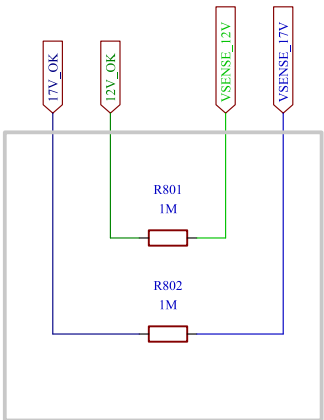 17V_OK
12V_OK
VSENSE_12V
VSENSE_17V
R801
1M
R802
1M